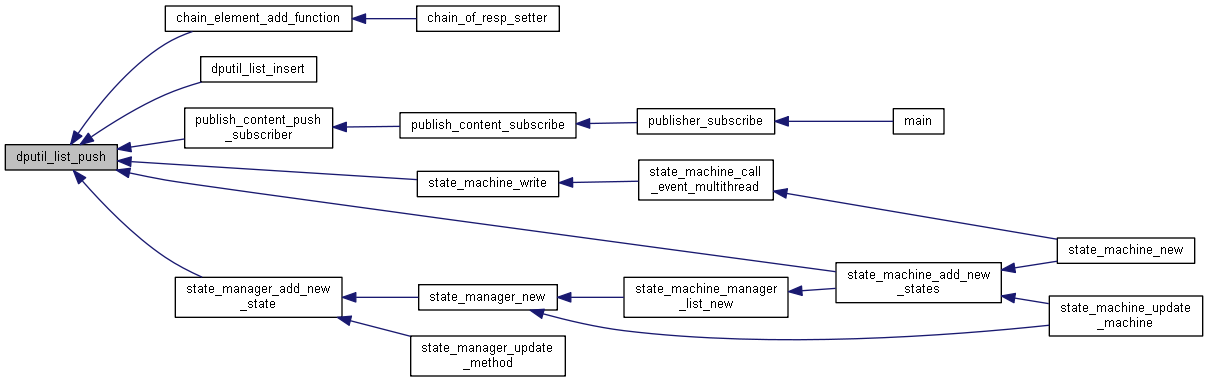 chain_element_add_function
chain_of_resp_setter
dputil_list_insert
publish_content_push
_subscriber
publish_content_subscribe
publisher_subscribe
main
dputil_list_push
state_machine_write
state_machine_call
_event_multithread
state_machine_new
state_manager_add_new
_state
state_manager_new
state_machine_manager
_list_new
state_machine_add_new
_states
state_machine_update
_machine
state_manager_update
_method